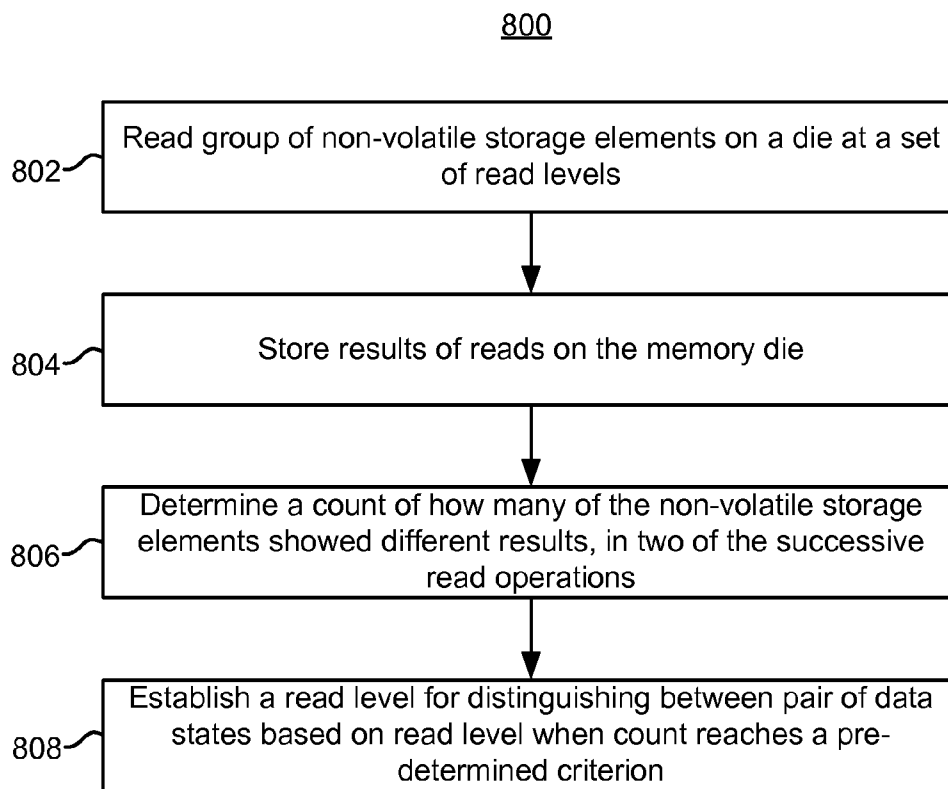 800
Read group of non-volatile storage elements on a die at a set
of read levels
802
Store results of reads on the memory die
804
Determine a count of how many of the non-volatile storage
elements showed different results, in two of the successive
read operations
806
Establish a read level for distinguishing between pair of data
states based on read level when count reaches a pre-
determined criterion
808